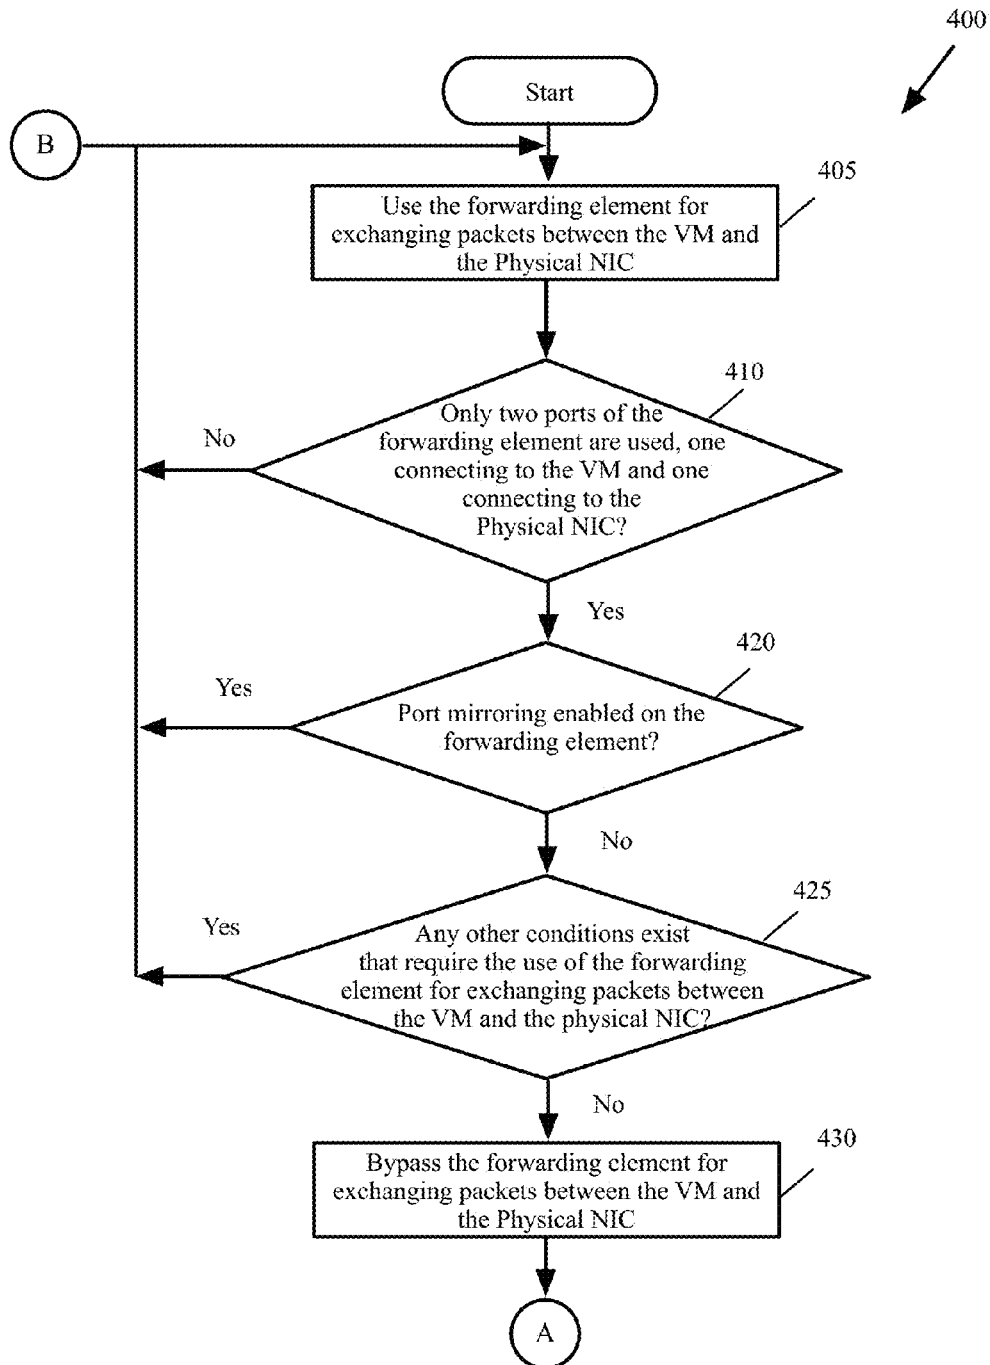 400
Start
B
405
Use the forwarding element for
exchanging packets between the VM and
the Physical NIC
410
Only two ports of the
forwarding element are used, one
connecting to the VM and one
connecting to the
Physical NIC?
No
Yes
420
Yes
Port mirroring enabled on the
forwarding element?
No
425
Yes
Any other conditions exist
that require the use of the forwarding
element for exchanging packets between
the VM and the physical NIC?
No
430
Bypass the forwarding element for
exchanging packets between the VM and
the Physical NIC
A